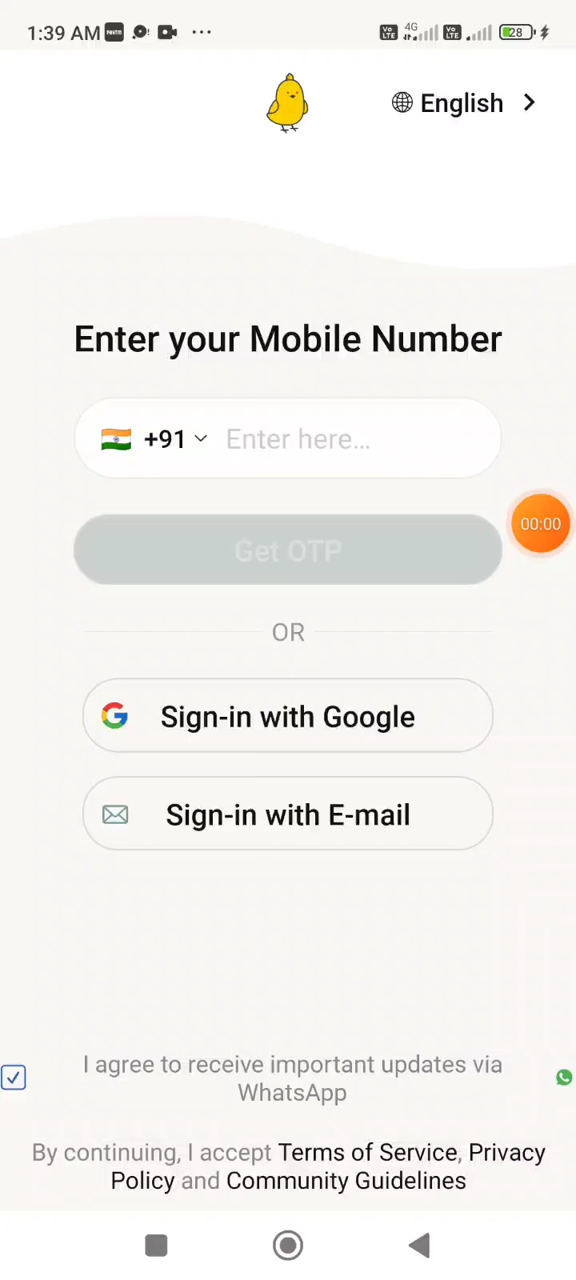 1:39 AM
4G
28
English
Enter your Mobile Number
+91 Enter here...
00:00
Get OTP
OR
Sign-in with Google
Sign-in with E-mail
I agree to receive important updates via
WhatsApp
By continuing, I accept Terms of Service, Privacy
Policy and Community Guidelines